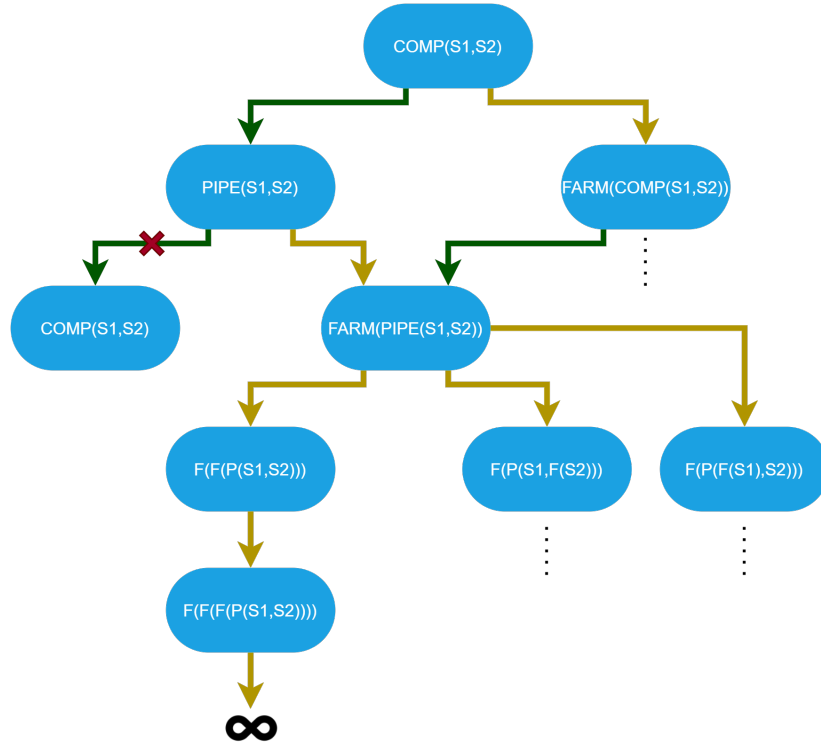 COMP(S1,S2)
PIPE(S1,S2)
FARM(COMP(S1,S2))
COMP(S1,S2)
FARM(PIPE(S1,S2))
F(F(P(S1,S2)))
F(P(S1,F(S2)))
F(P(F(S1),S2)))
F(F(F(P(S1,S2))))
∞